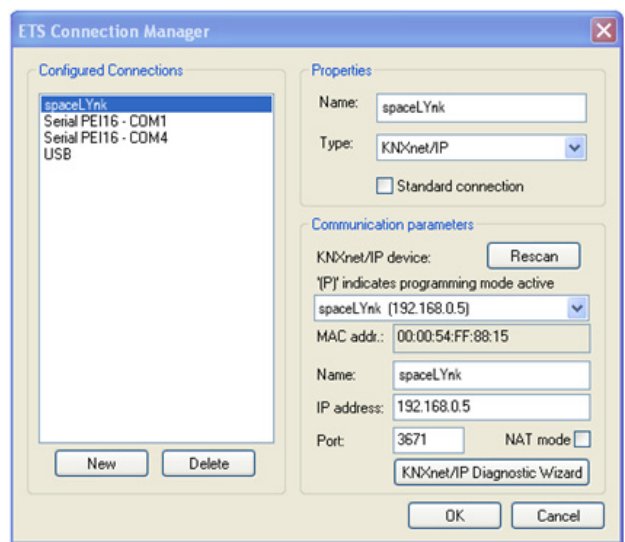 ETS Connection Manager
Configured Connections
spaceLYnk
Serial PEI16 - COM1
Serial PEI16 - COM4
USB
New
Delete
Properties
Name: spaceLYnk
Type: KNXnet/IP
Standard connection
Communication parameters
KNXnet/IP device: Rescan
'(P)' indicates programming mode active
spaceLYnk (192.168.0.5)
MAC addr.: 00:00:54:FF:88:15
Name: spaceLYnk
IP address: 192.168.0.5
Port: 3671 NAT mode
KNXnet/IP Diagnostic Wizard
OK Cancel